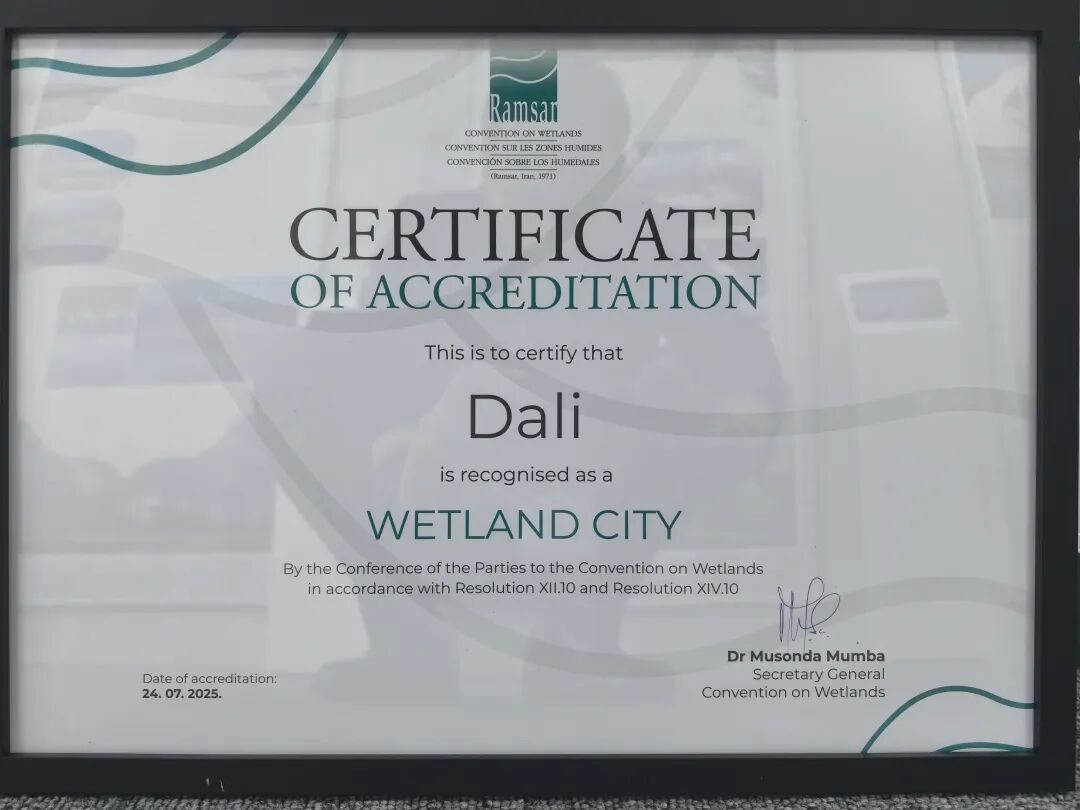 Ramsar
CONVENTION ON WETLANDS
CONVENTION SUR LES ZONES HUMIDES
CONVENCIÓN SOBRE LOS HUMEDALES
(Ramsar, Iran, 1971)
CERTIFICATE
OF ACCREDITATION
This is to certify that
Dali
is recognised as a
WETLAND CITY
By the Conference of the Parties to the Convention on Wetlands
in accordance with Resolution XII.10 and Resolution XIV.10
Dr Musonda Mumba
Secretary General
Convention on Wetlands
Date of accreditation:
24. 07. 2025.